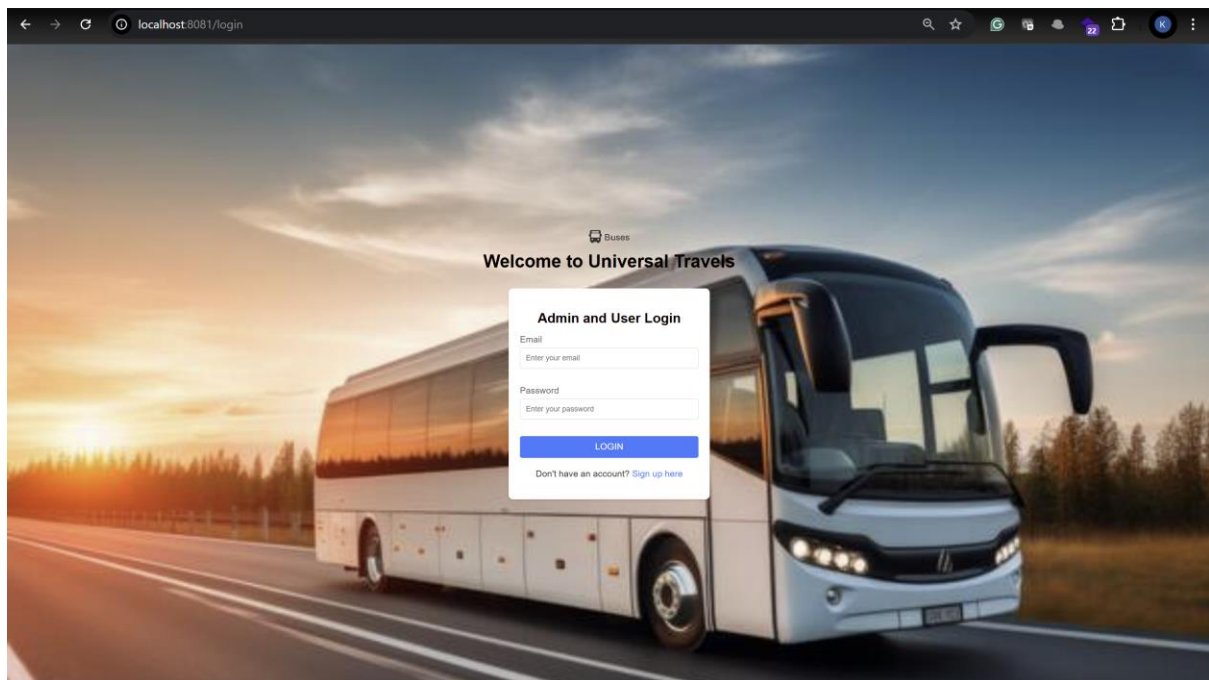 localhost:8081/login
22
K
Buses
Welcome to Universal Travels
Admin and User Login
Email
Enter your email
Password
Enter your password
LOGIN
Don't have an account? Sign up here